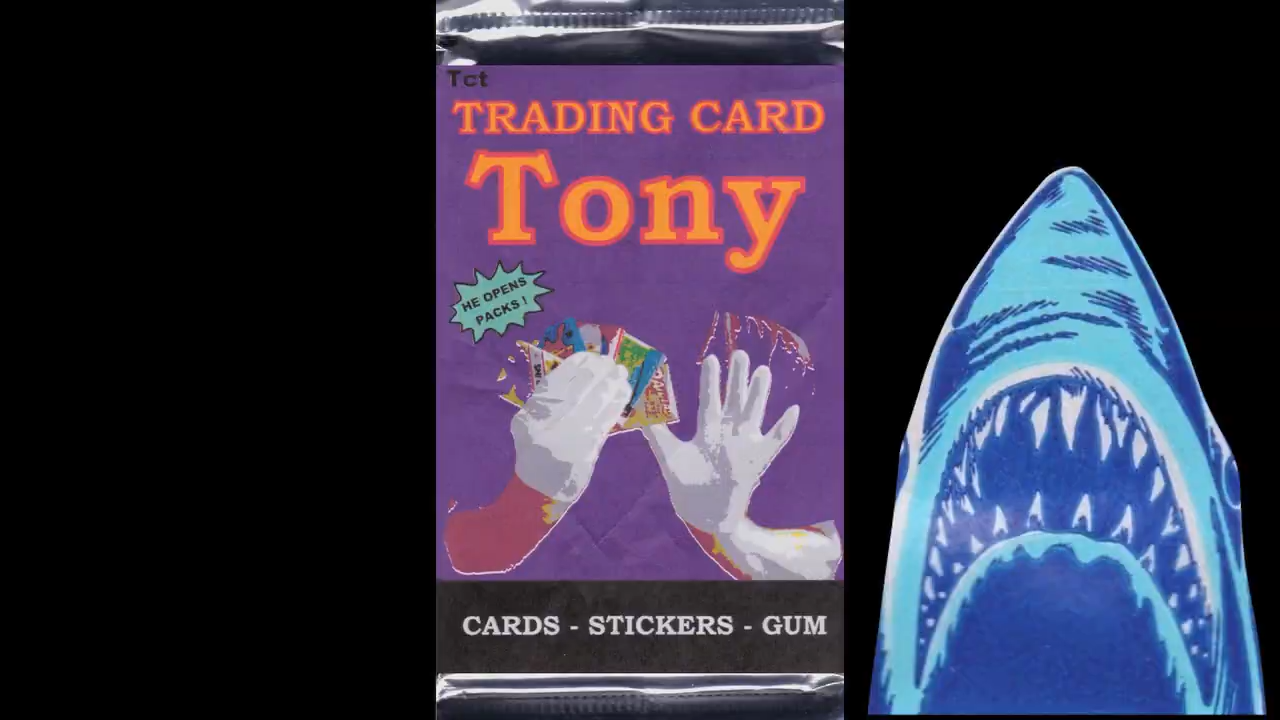 Tct
TRADING CARD
Tony
HE OPENS
PACKS!
CARDS - STICKERS - GUM